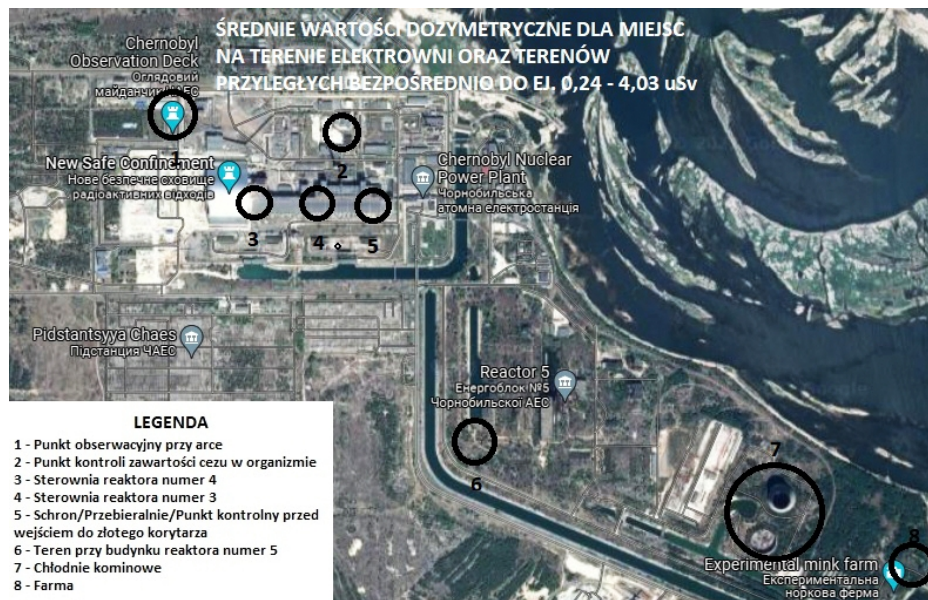 ŚREDNIE WARTOŚCI DOZYMETRYCZNE DLA MIEJSC
NA TERENIE ELEKTROWNI ORAZ TERENÓW
PRZYLEGŁYCH BEZPOŚREDNIO DO EJ. 0,24 - 4,03 uSv
Chernobyl
Observation Deck
Оглядовий
майданчик ЧАЕС
1
2
New Safe Confinement
Нове безпечне сховище
радіоактивних відходів
Chernobyl Nuclear
Power Plant
Чорнобильська
атомна електростанція
3
4
5
Pidstantsyya Chaes
Підстанція ЧАЕС
Reactor 5
Енергоблок №5
Чорнобильскої АЕС
6
7
8
Experimental mink farm
Експериментальна
норкова ферма
LEGENDA
1 - Punkt obserwacyjny przy arce
2 - Punkt kontroli zawartości cezu w organizmie
3 - Sterownia reaktora numer 4
4 - Sterownia reaktora numer 3
5 - Schron/Przebieralnie/Punkt kontrolny przed
wejściem do złotego korytarza
6 - Teren przy budynku reaktora numer 5
7 - Chłodnie kominowe
8 - Farma